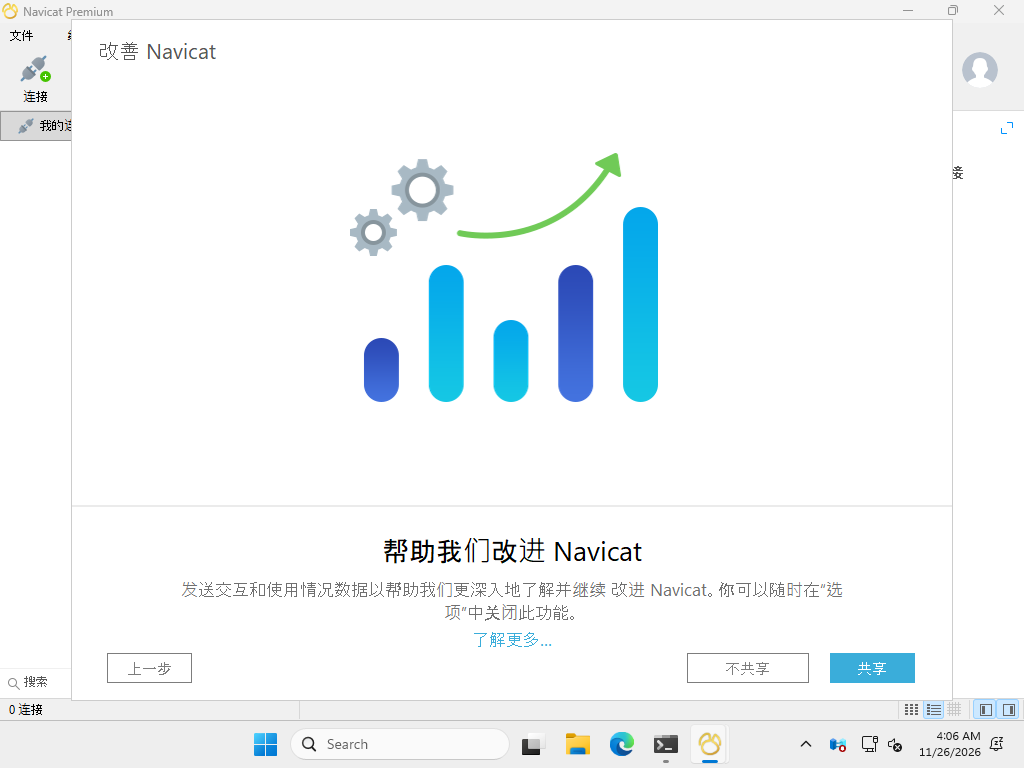 Navicat Premium
文件
改善 Navicat
连接
我的连
接
帮助我们改进 Navicat
发送交互和使用情况数据以帮助我们更深入地了解并继续 改进 Navicat。你可以随时在“选
项”中关闭此功能。
了解更多...
上一步
不共享
共享
搜索
0 连接
Search
4:06 AM
11/26/2026